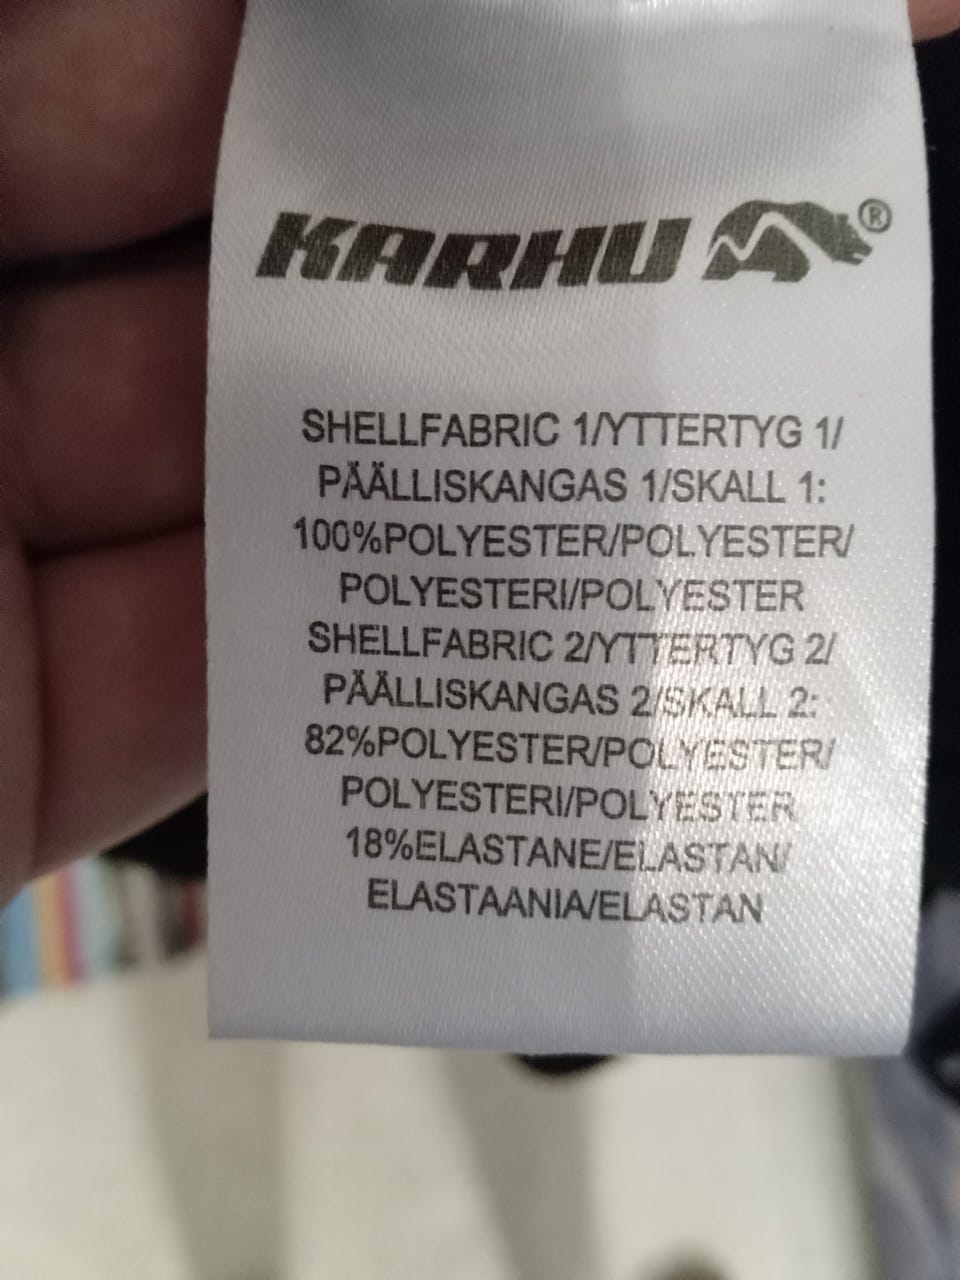 KARHU ®
SHELLFABRIC 1/YTTERTYG 1/
PÄÄLLISKANGAS 1/SKALL 1:
100%POLYESTER/POLYESTER/
POLYESTERI/POLYESTER
SHELLFABRIC 2/YTTERTYG 2/
PÄÄLLISKANGAS 2/SKALL 2:
82%POLYESTER/POLYESTER/
POLYESTERI/POLYESTER
18%ELASTANE/ELASTAN/
ELASTAANIA/ELASTAN